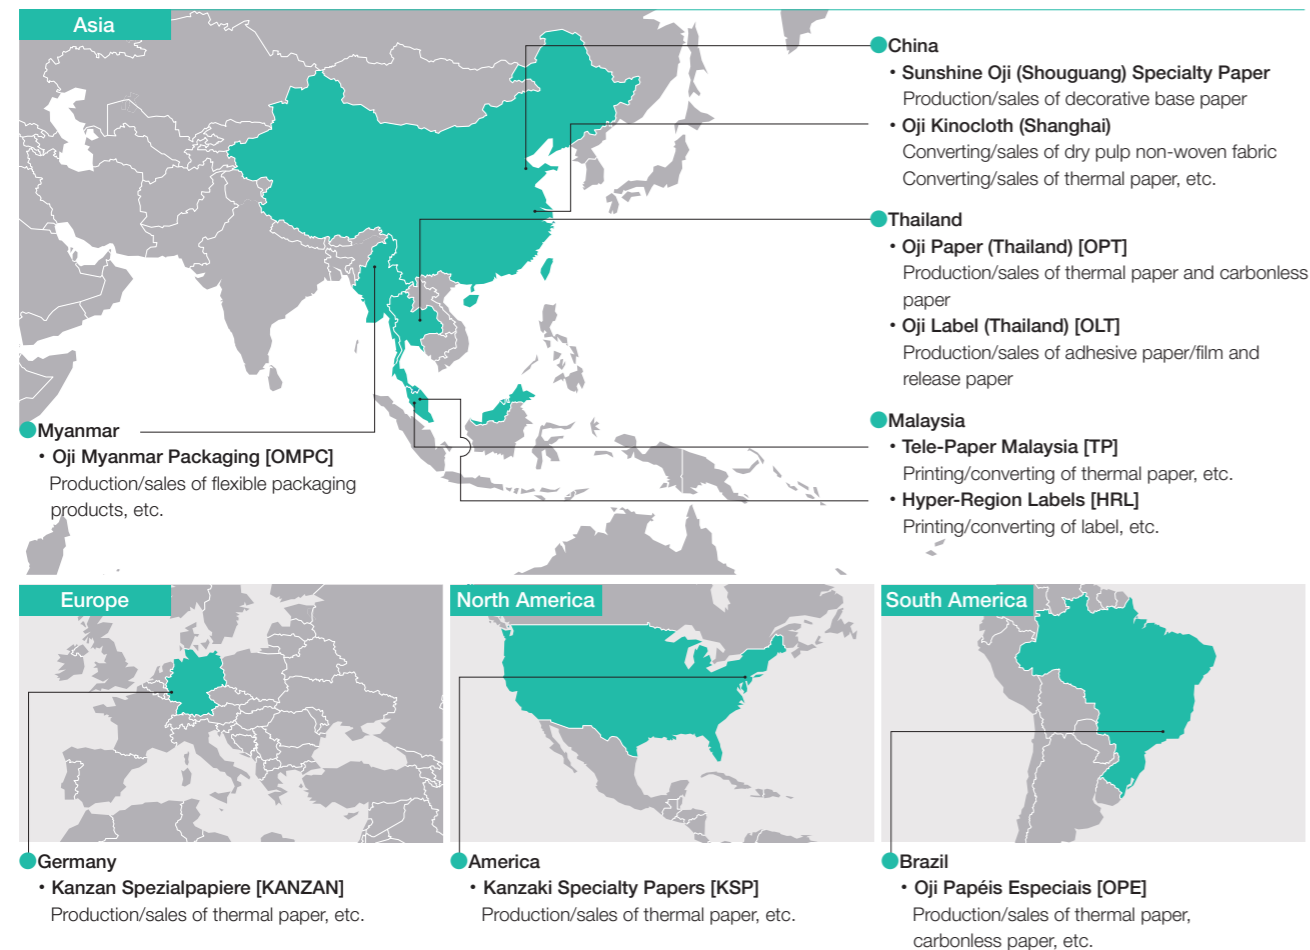 Asia
China
• Sunshine Oji (Shouguang) Specialty Paper
Production/sales of decorative base paper
• Oji Kinocloth (Shanghai)
Converting/sales of dry pulp non-woven fabric
Converting/sales of thermal paper, etc.
Thailand
• Oji Paper (Thailand) [OPT]
Production/sales of thermal paper and carbonless
paper
• Oji Label (Thailand) [OLT]
Production/sales of adhesive paper/film and
release paper
Malaysia
• Tele-Paper Malaysia [TP]
Printing/converting of thermal paper, etc.
• Hyper-Region Labels [HRL]
Printing/converting of label, etc.
Myanmar
• Oji Myanmar Packaging [OMPC]
Production/sales of flexible packaging
products, etc.
Europe
Germany
• Kanzan Spezialpapiere [KANZAN]
Production/sales of thermal paper, etc.
North America
America
• Kanzaki Specialty Papers [KSP]
Production/sales of thermal paper, etc.
South America
Brazil
• Oji Papéis Especiais [OPE]
Production/sales of thermal paper,
carbonless paper, etc.